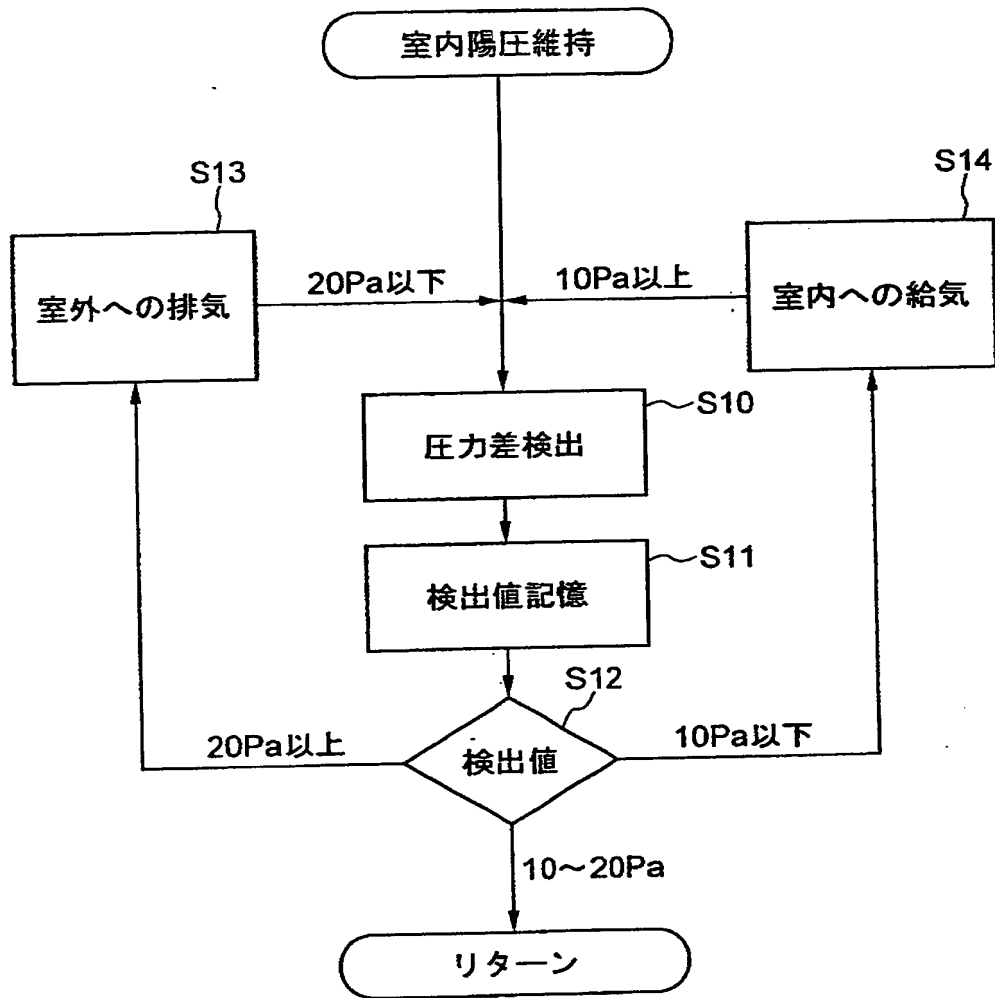 室内陽圧維持
S13
S14
室外への排気
20Pa以下
10Pa以上
室内への給気
圧力差検出
S10
検出値記憶
S11
S12
20Pa以上
検出値
10Pa以下
10〜20Pa
リターン